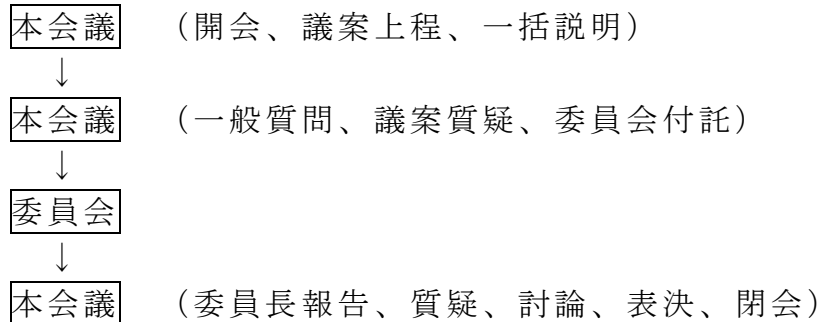 本会議 （開会、議案上程、一括説明）
↓
本会議 （一般質問、議案質疑、委員会付託）
↓
委員会
↓
本会議 （委員長報告、質疑、討論、表決、閉会）